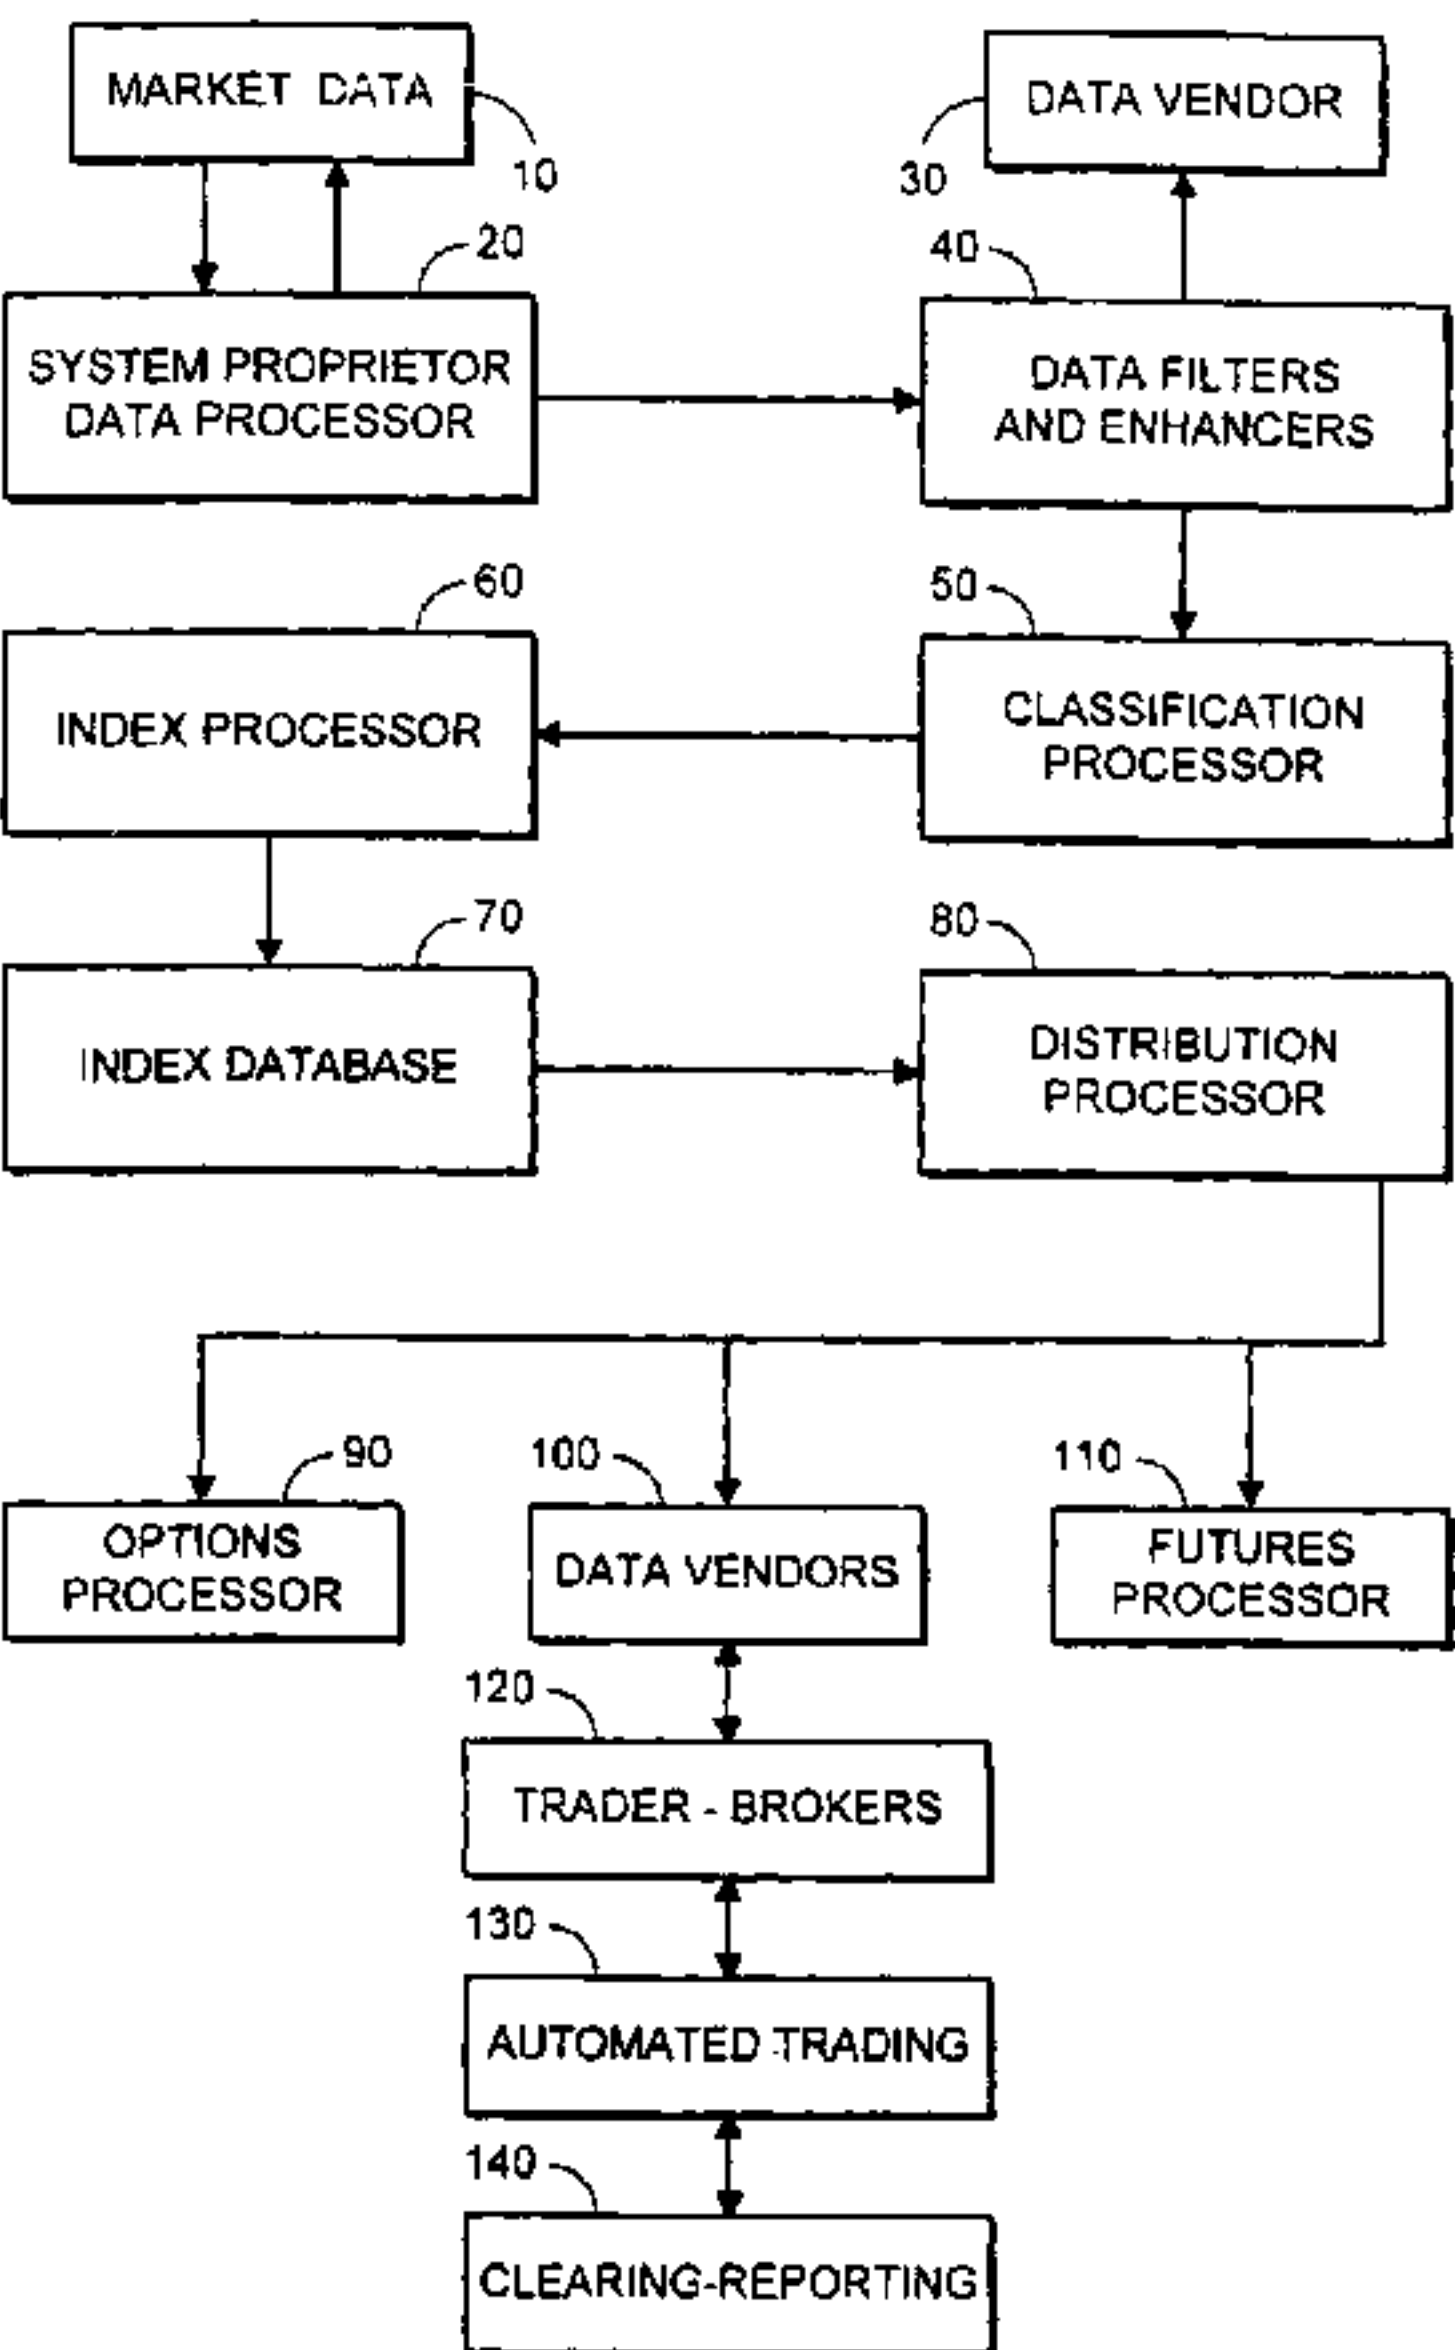 MARKET DATA
DATA VENDOR
10
30
20
40
SYSTEM PROPRIETOR
DATA PROCESSOR
DATA FILTERS
AND ENHANCERS
60
50
INDEX PROCESSOR
CLASSIFICATION
PROCESSOR
70
80
INDEX DATABASE
DISTRIBUTION
PROCESSOR
90
100
110
OPTIONS
PROCESSOR
DATA VENDORS
FUTURES
PROCESSOR
120
TRADER - BROKERS
130
AUTOMATED TRADING
140
CLEARING-REPORTING